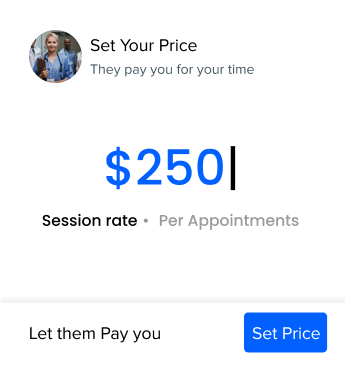 Set Your Price
They pay you for your time
$250
Session rate • Per Appointments
Let them Pay you
Set Price